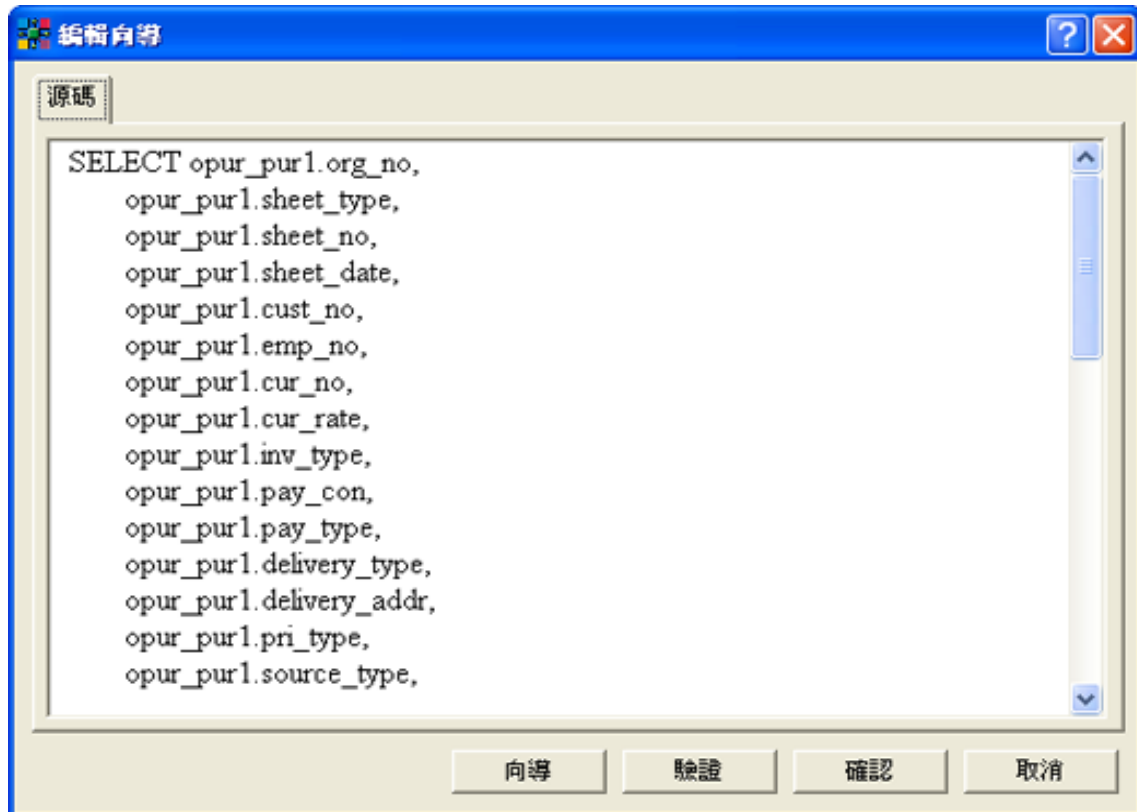 編輯向導
源碼
SELECT opur_pur1.org_no,
opur_pur1.sheet_type,
opur_pur1.sheet_no,
opur_pur1.sheet_date,
opur_pur1.cust_no,
opur_pur1.emp_no,
opur_pur1.cur_no,
opur_pur1.cur_rate,
opur_pur1.inv_type,
opur_pur1.pay_con,
opur_pur1.pay_type,
opur_pur1.delivery_type,
opur_pur1.delivery_addr,
opur_pur1.pri_type,
opur_pur1.source_type,
向導 驗證 確認 取消